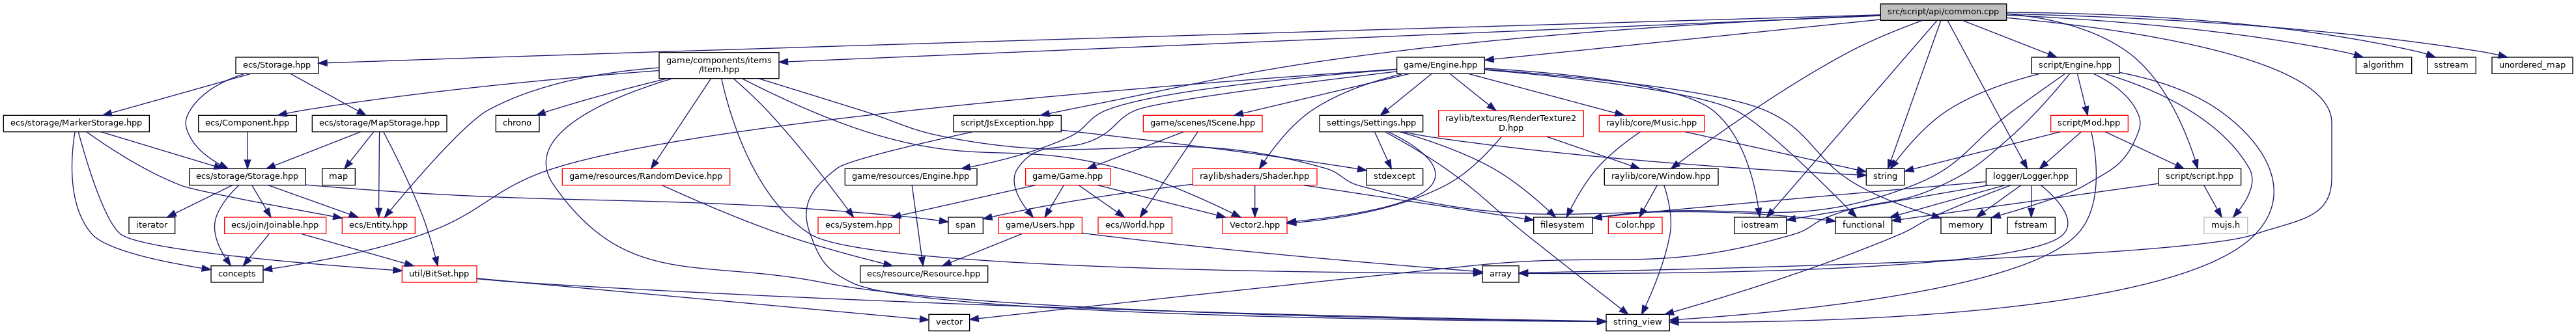 src/script/api/common.cpp
ecs/Storage.hpp
game/components/items
/Item.hpp
game/Engine.hpp
script/Engine.hpp
algorithm
sstream
unordered_map
ecs/storage/MarkerStorage.hpp
ecs/Component.hpp
ecs/storage/MapStorage.hpp
chrono
script/JsException.hpp
game/scenes/IScene.hpp
settings/Settings.hpp
raylib/textures/RenderTexture2
D.hpp
raylib/core/Music.hpp
script/Mod.hpp
ecs/storage/Storage.hpp
map
game/resources/RandomDevice.hpp
game/resources/Engine.hpp
game/Game.hpp
raylib/shaders/Shader.hpp
stdexcept
raylib/core/Window.hpp
string
logger/Logger.hpp
script/script.hpp
iterator
ecs/join/Joinable.hpp
ecs/Entity.hpp
ecs/System.hpp
span
game/Users.hpp
ecs/World.hpp
Vector2.hpp
filesystem
Color.hpp
iostream
functional
memory
fstream
mujs.h
concepts
util/BitSet.hpp
ecs/resource/Resource.hpp
array
vector
string_view